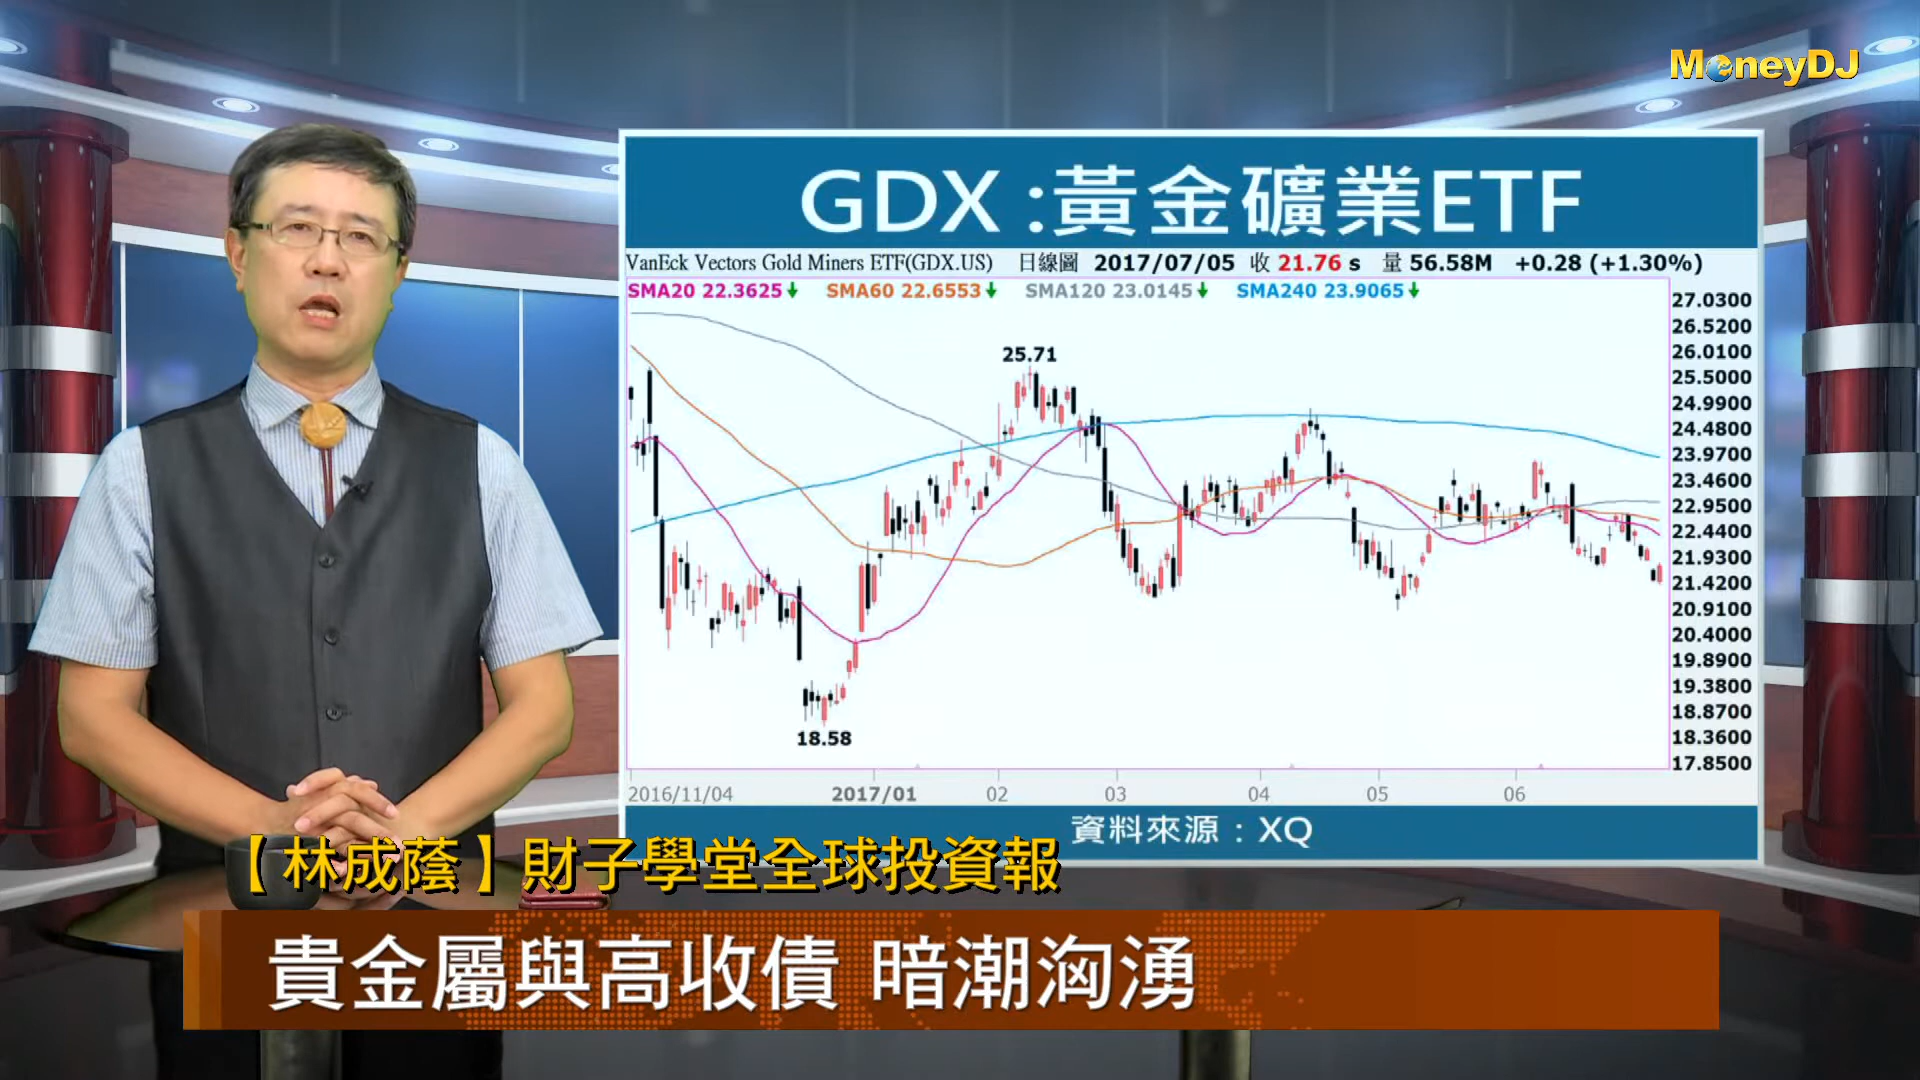 MoneyDJ
GDX :黃金礦業ETF
VanEck Vectors Gold Miners ETF(GDX.US) 日線圖 2017/07/05 收 21.76 s 量 56.58M +0.28 (+1.30%)
SMA20 22.3625↓ SMA60 22.6553↓ SMA120 23.0145↓ SMA240 23.9065↓
27.0300
26.5200
26.0100
25.5000
24.9900
24.4800
23.9700
23.4600
22.9500
22.4400
21.9300
21.4200
20.9100
20.4000
19.8900
19.3800
18.8700
18.3600
17.8500
25.71
18.58
2016/11/04 2017/01 02 03 04 05 06
資料來源：XQ
【林成蔭】財子學堂全球投資報
貴金屬與高收債 暗潮洶湧